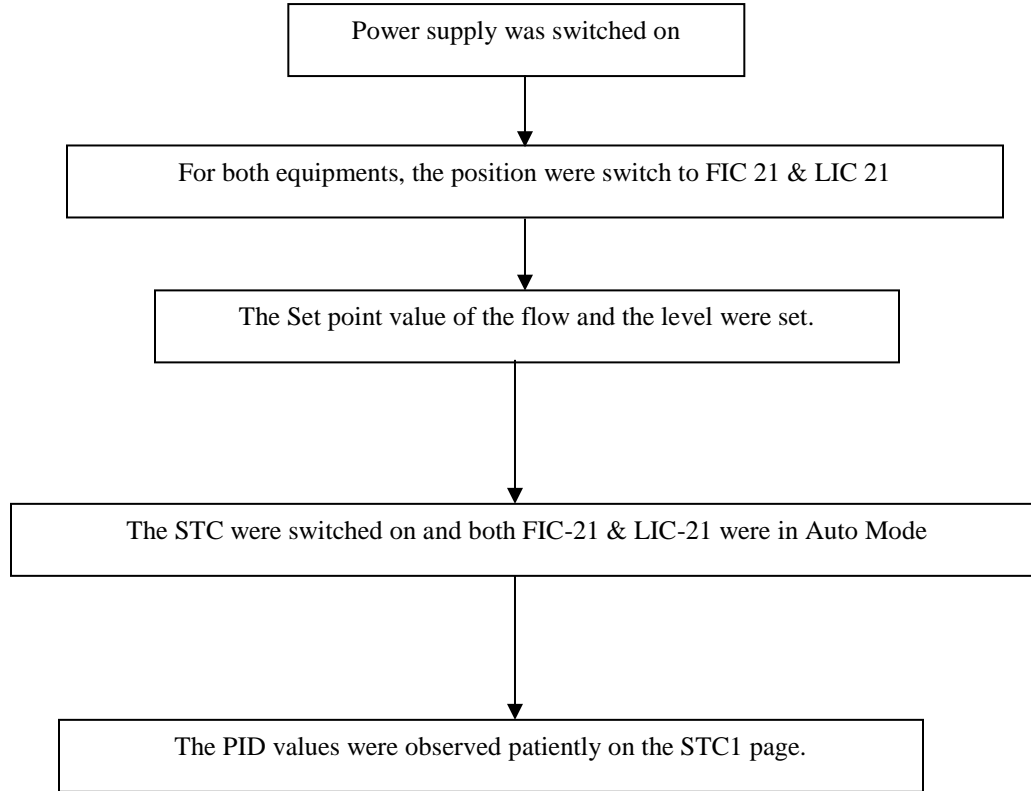 Power supply was switched on
For both equipments, the position were switch to FIC 21 & LIC 21
The Set point value of the flow and the level were set.
The STC were switched on and both FIC-21 & LIC-21 were in Auto Mode
The PID values were observed patiently on the STC1 page.